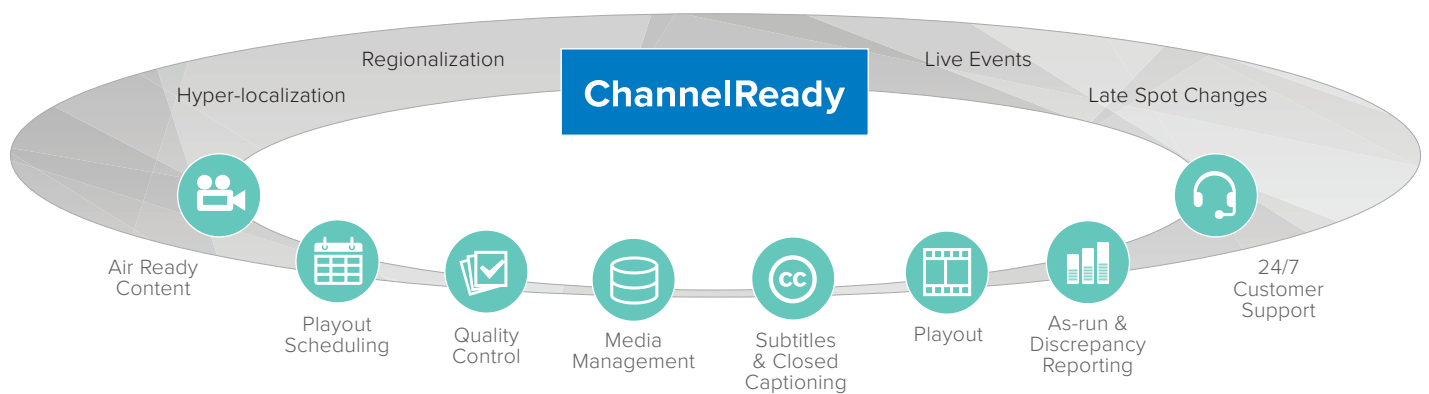 Regionalization
ChannelReady
Live Events
Hyper-localization
Late Spot Changes
Air Ready
Content
Playout
Scheduling
Quality
Control
Media
Management
CC
Subtitles
& Closed
Captioning
Playout
As-run &
Discrepancy
Reporting
24/7
Customer
Support